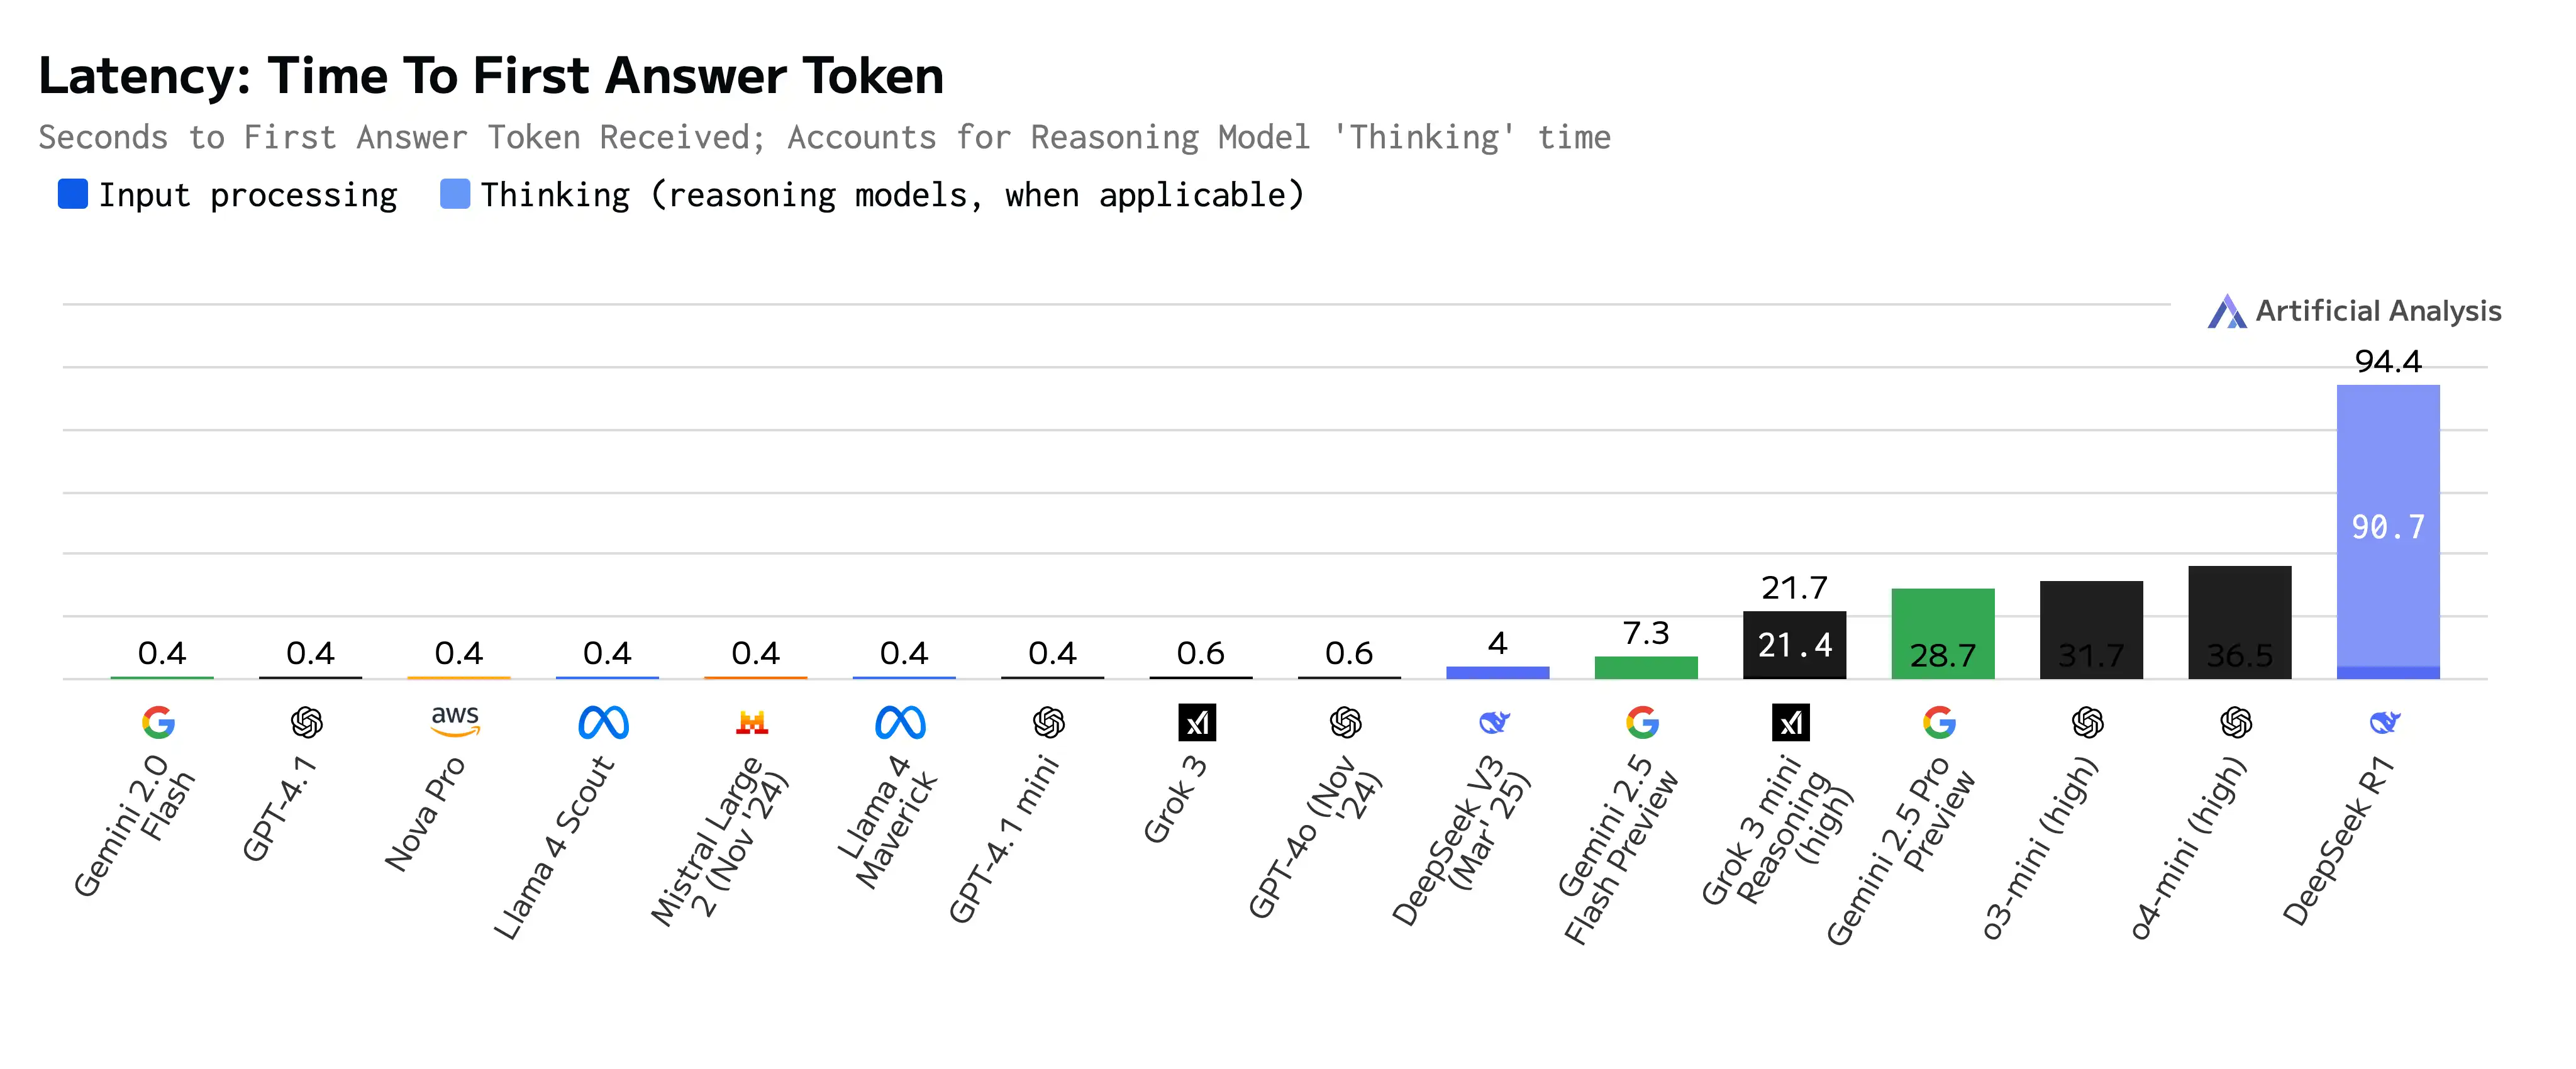 Latency: Time To First Answer Token
Seconds to First Answer Token Received; Accounts for Reasoning Model 'Thinking' time
Input processing
Thinking (reasoning models, when applicable)
Artificial Analysis
0.4
0.4
0.4
0.4
0.4
0.4
0.4
0.6
0.6
4
7.3
21.7
21.4
28.7
31.7
36.5
94.4
90.7
aws
Gemini 2.0
Flash
GPT-4.1
Nova Pro
Llama 4 Scout
Mistral Large
2 (Nov '24)
Llama 4
Maverick
GPT-4.1 mini
Grok 3
GPT-4o (Nov
'24)
DeepSeek V3
(Mar' 25)
Gemini 2.5
Flash Preview
Grok 3 mini
Reasoning
(high)
Gemini 2.5 Pro
Preview
o3-mini (high)
o4-mini (high)
DeepSeek R1